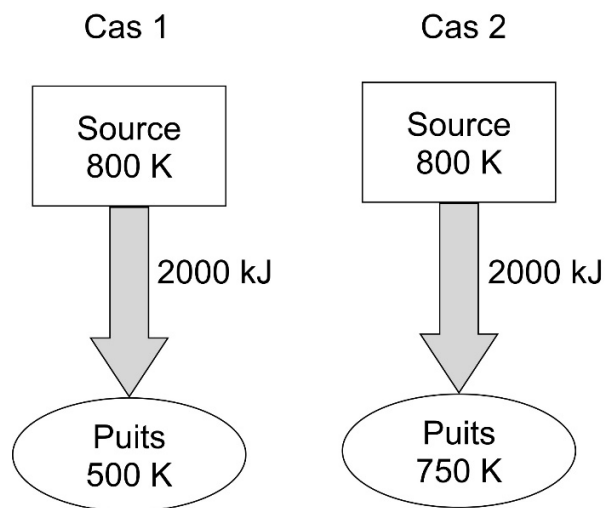 Cas 1
Source
800 K
2000 kJ
Puits
500 K
Cas 2
Source
800 K
2000 kJ
Puits
750 K